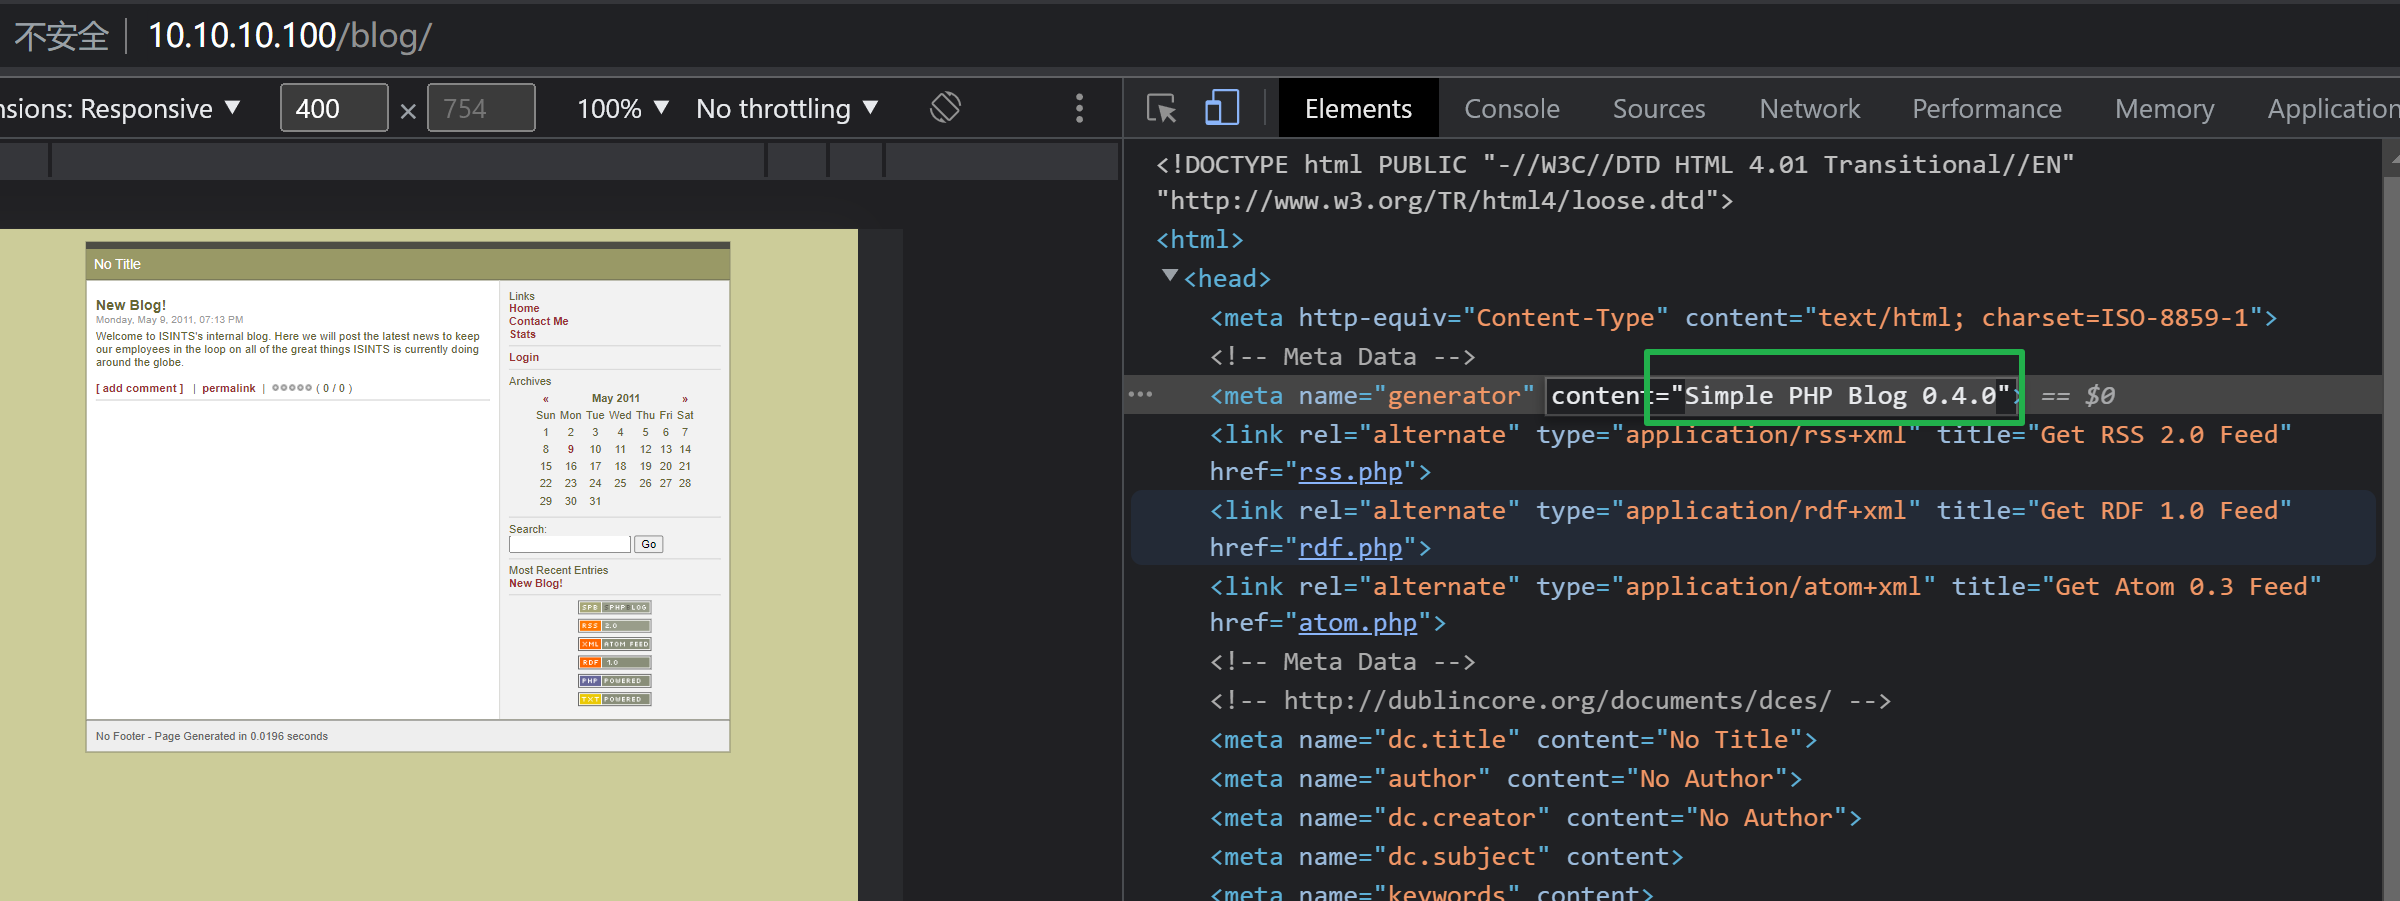 不安全 | 10.10.10.100/blog/
nsions: Responsive ▼ 400 × 754 100% ▼ No throttling ▼
Elements Console Sources Network Performance Memory Application
No Title
New Blog!
Monday, May 9, 2011, 07:13 PM
Welcome to ISINTS's internal blog. Here we will post the latest news to keep
our employees in the loop on all of the great things ISINTS is currently doing
around the globe.
[ add comment ] | permalink | ( 0 / 0 )
Links
Home
Contact Me
Stats
Login
Archives
« May 2011 »
Sun Mon Tue Wed Thu Fri Sat
1 2 3 4 5 6 7
8 9 10 11 12 13 14
15 16 17 18 19 20 21
22 23 24 25 26 27 28
29 30 31
Search:
Go
Most Recent Entries
New Blog!
SPB PHPBLOG
RSS 2.0
XML ATOM FEED
RDF 1.0
PHP POWERED
TXT POWERED
No Footer - Page Generated in 0.0196 seconds
<!DOCTYPE html PUBLIC "-//W3C//DTD HTML 4.01 Transitional//EN"
"http://www.w3.org/TR/html4/loose.dtd">
<html>
▼<head>
<meta http-equiv="Content-Type" content="text/html; charset=ISO-8859-1">
<!-- Meta Data -->
<meta name="generator" content="Simple PHP Blog 0.4.0"> == $0
<link rel="alternate" type="application/rss+xml" title="Get RSS 2.0 Feed"
href="rss.php">
<link rel="alternate" type="application/rdf+xml" title="Get RDF 1.0 Feed"
href="rdf.php">
<link rel="alternate" type="application/atom+xml" title="Get Atom 0.3 Feed"
href="atom.php">
<!-- Meta Data -->
<!-- http://dublincore.org/documents/dces/ -->
<meta name="dc.title" content="No Title">
<meta name="author" content="No Author">
<meta name="dc.creator" content="No Author">
<meta name="dc.subject" content>
<meta name="keywords" content>